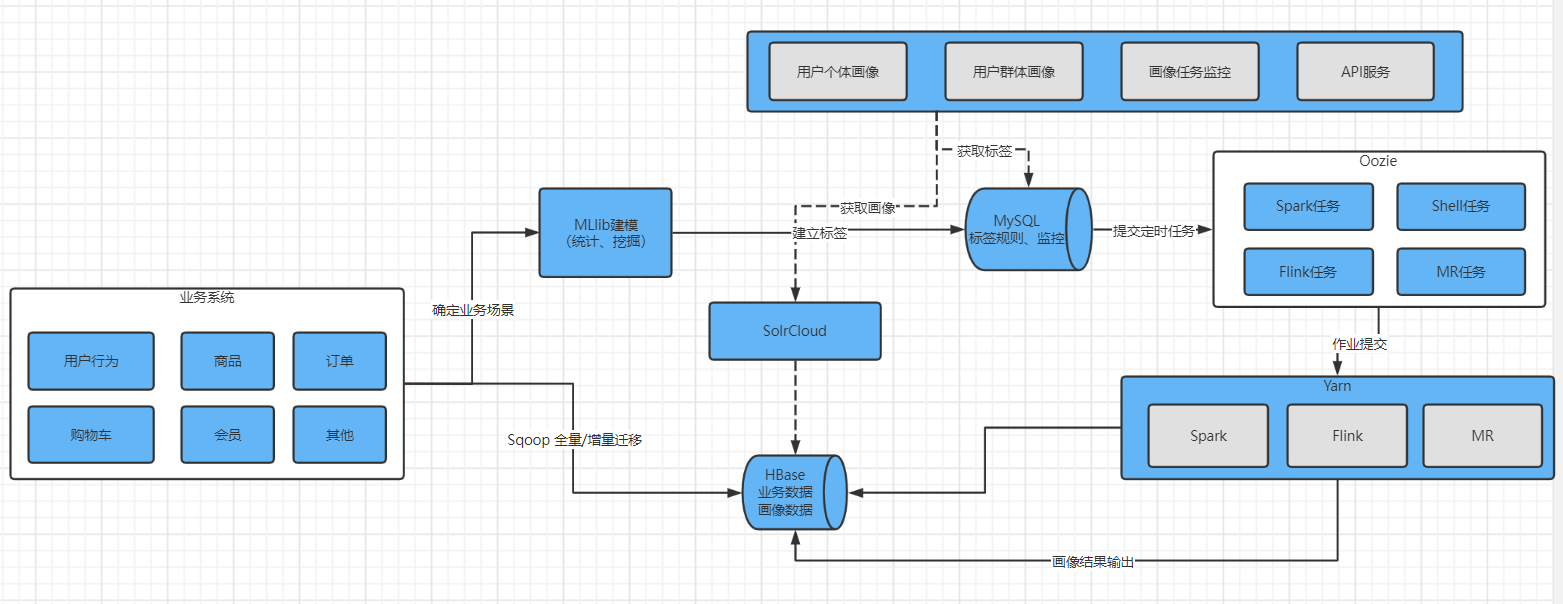 用户个体画像
用户群体画像
画像任务监控
API服务
获取标签
Oozie
Spark任务
Shell任务
Flink任务
MR任务
MLlib建模
(统计、挖掘)
获取画像
建立标签
MySQL
标签规则、监控
提交定时任务
业务系统
用户行为
商品
订单
购物车
会员
其他
确定业务场景
SolrCloud
作业提交
Yarn
Spark
Flink
MR
Sqoop 全量/增量迁移
HBase
业务数据
画像数据
画像结果输出